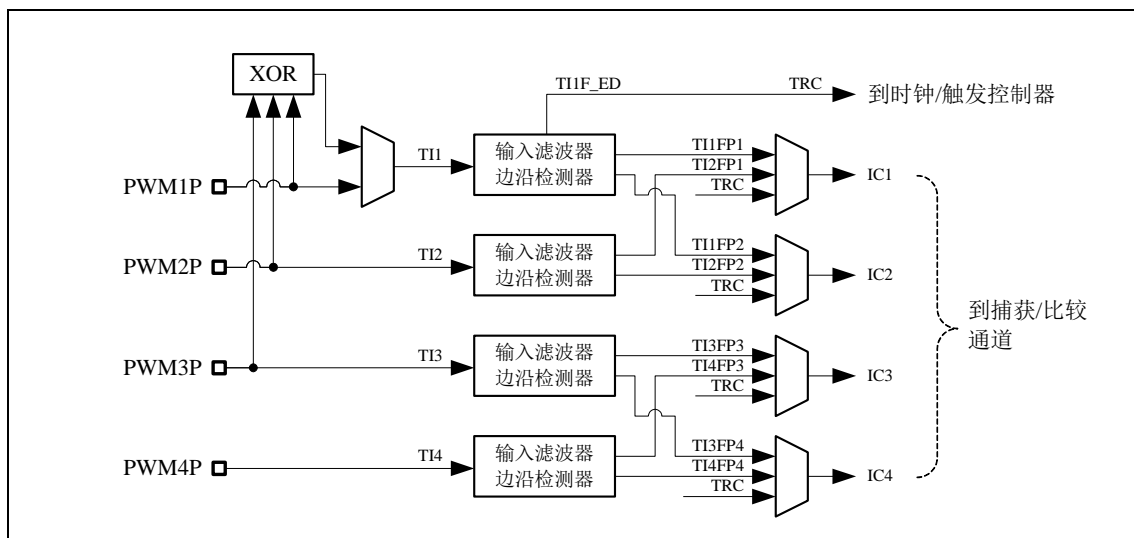 XOR
TI1F_ED
TRC
到时钟/触发控制器
PWM1P
TI1
输入滤波器
边沿检测器
TI1FP1
TI2FP1
TRC
IC1
PWM2P
TI2
输入滤波器
边沿检测器
TI1FP2
TI2FP2
TRC
IC2
到捕获/比较
通道
PWM3P
TI3
输入滤波器
边沿检测器
TI3FP3
TI4FP3
TRC
IC3
PWM4P
TI4
输入滤波器
边沿检测器
TI3FP4
TI4FP4
TRC
IC4